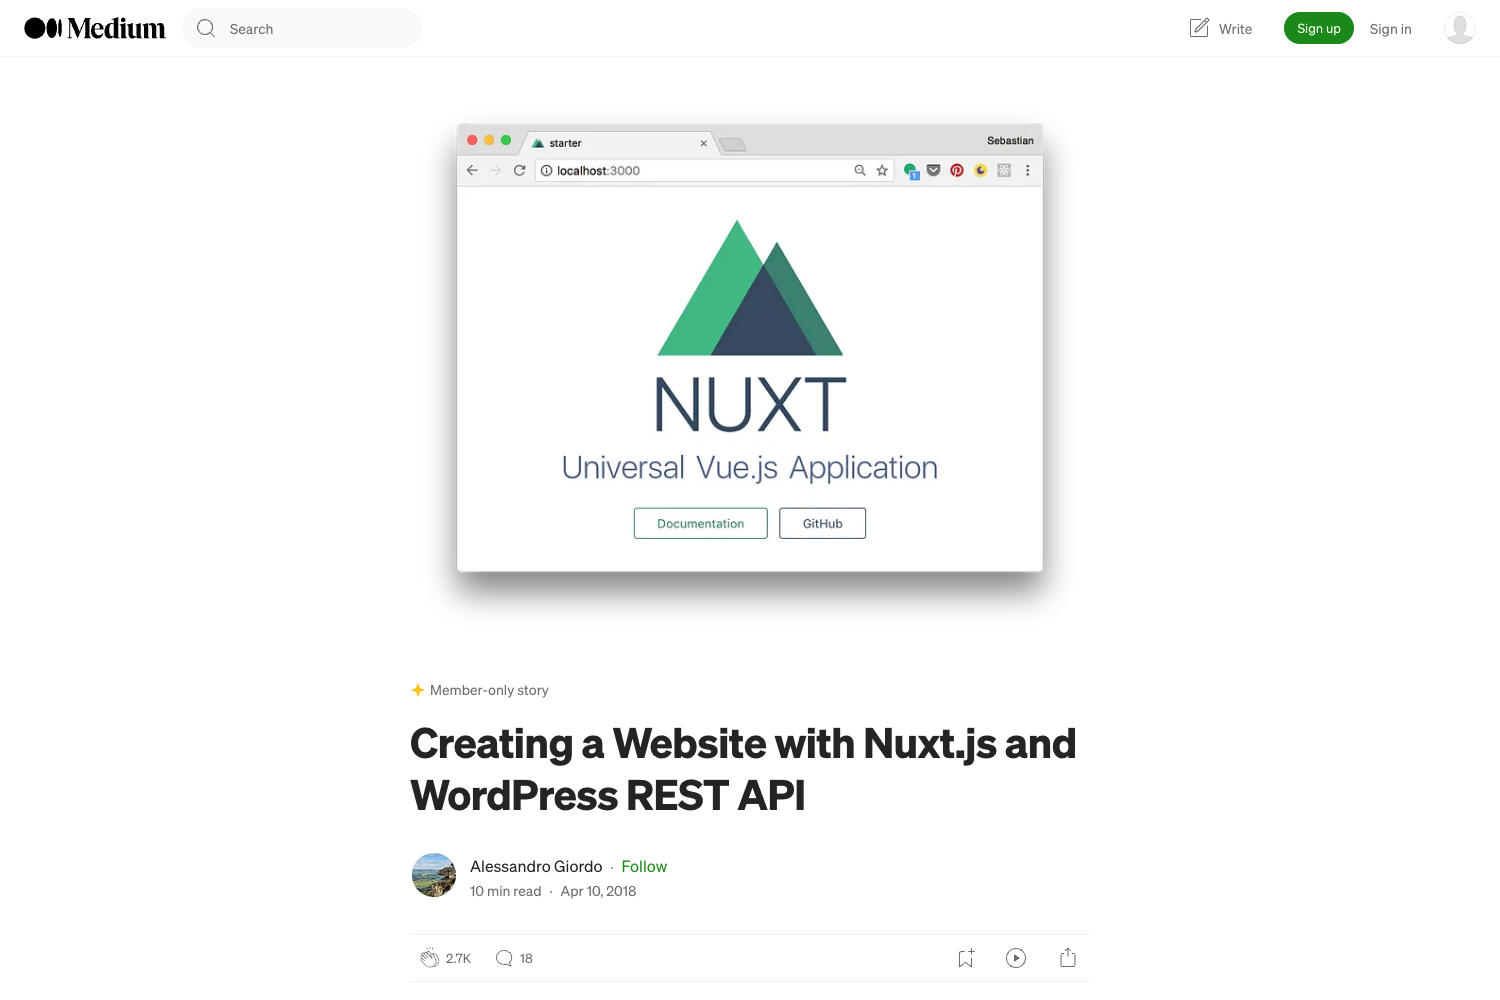 Medium
Search
Write
Sign up
Sign in
starter
Sebastian
localhost:3000
1
NUXT
Universal Vue.js Application
Documentation
GitHub
Member-only story
Creating a Website with Nuxt.js and
WordPress REST API
Alessandro Giordo · Follow
10 min read · Apr 10, 2018
2.7K
18